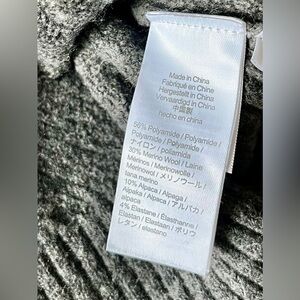 Made in China
Fabriqué en Chine
Hergestellt in China
Vervaardigd in China
中国製
hecho en china
56% Polyamide / Polyamide /
Polyamide / Polyamide /
ナイロン / poliamida
30% Merino Wool / Laine
Mérinos / Merinowolle /
Merinowol / メリノウール /
lana merino
10% Alpaca / Alpaga /
Alpaka / Alpaca / アルパカ /
alpaca
4% Elastane / Élasthanne /
Elastan / Elastaan / ポリウ
レタン / elastano